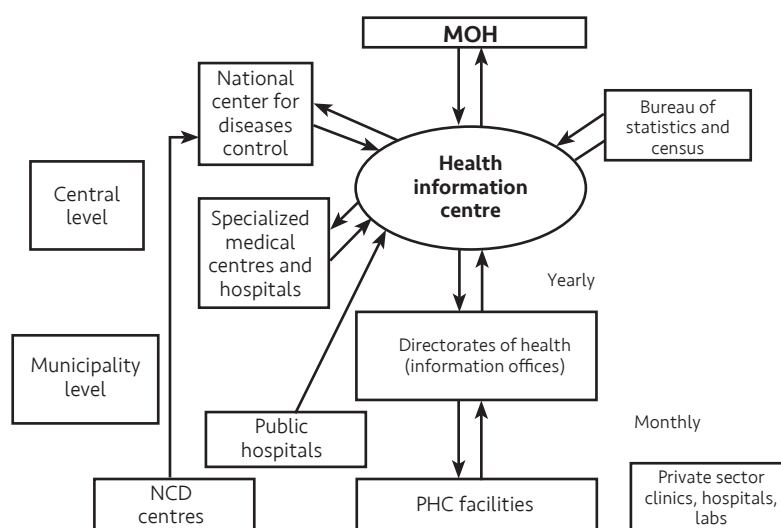 MOH
National
center for
diseases
control
Bureau of
statistics and
census
Health
information
centre
Central
level
Specialized
medical
centres and
hospitals
Yearly
Directorates of health
(information offices)
Municipality
level
Public
hospitals
Monthly
NCD
centres
PHC facilities
Private sector
clinics, hospitals,
labs